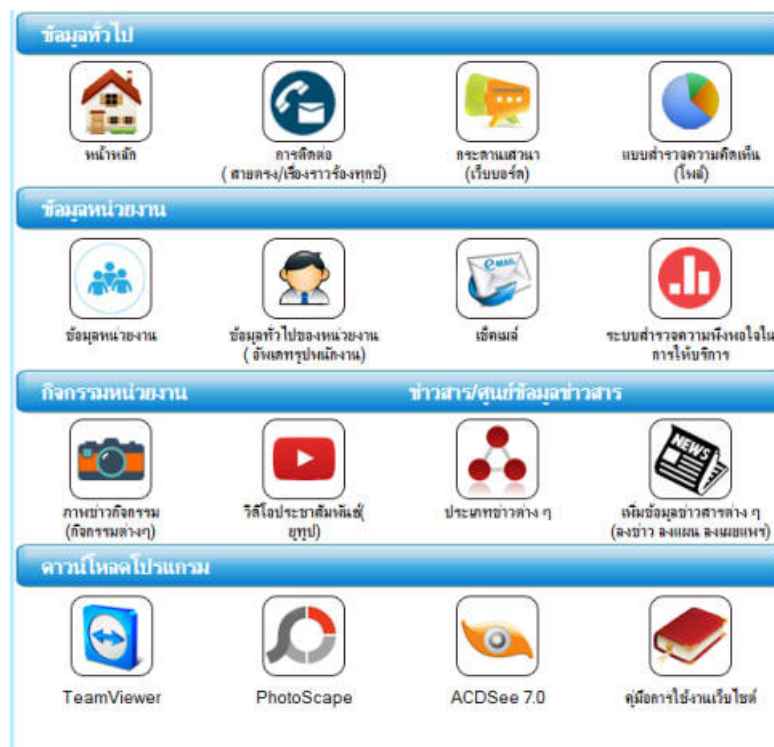 ข้อมูลทั่วไป
หน้าหลัก
การติดต่อ
( สายตรง/เรื่องราวร้องทุกข์)
กระดานเสวนา
(เว็บบอร์ด)
แบบสำรวจความคิดเห็น
(โพล์)
ข้อมูลหน่วยงาน
ข้อมูลหน่วยงาน
ข้อมูลทั่วไปของหน่วยงาน
( อัพเดทรูปพนักงาน)
e-MAIL
เช็คเมล์
ระบบสำรวจความพึงพอใจใน
การให้บริการ
กิจกรรมหน่วยงาน
ข่าวสาร/ศูนย์ข้อมูลข่าวสาร
ภาพข่าวกิจกรรม
(กิจกรรมต่างๆ)
วิดีโอประชาสัมพันธ์(
ยูทูป)
ประเภทข่าวต่าง ๆ
NEWS
เพิ่มข้อมูลข่าวสารต่าง ๆ
(ลงข่าว ลงแผน ลงเผยแพร่)
ดาวน์โหลดโปรแกรม
TeamViewer
PhotoScape
ACDSee 7.0
คู่มือการใช้งานเว็บไซต์